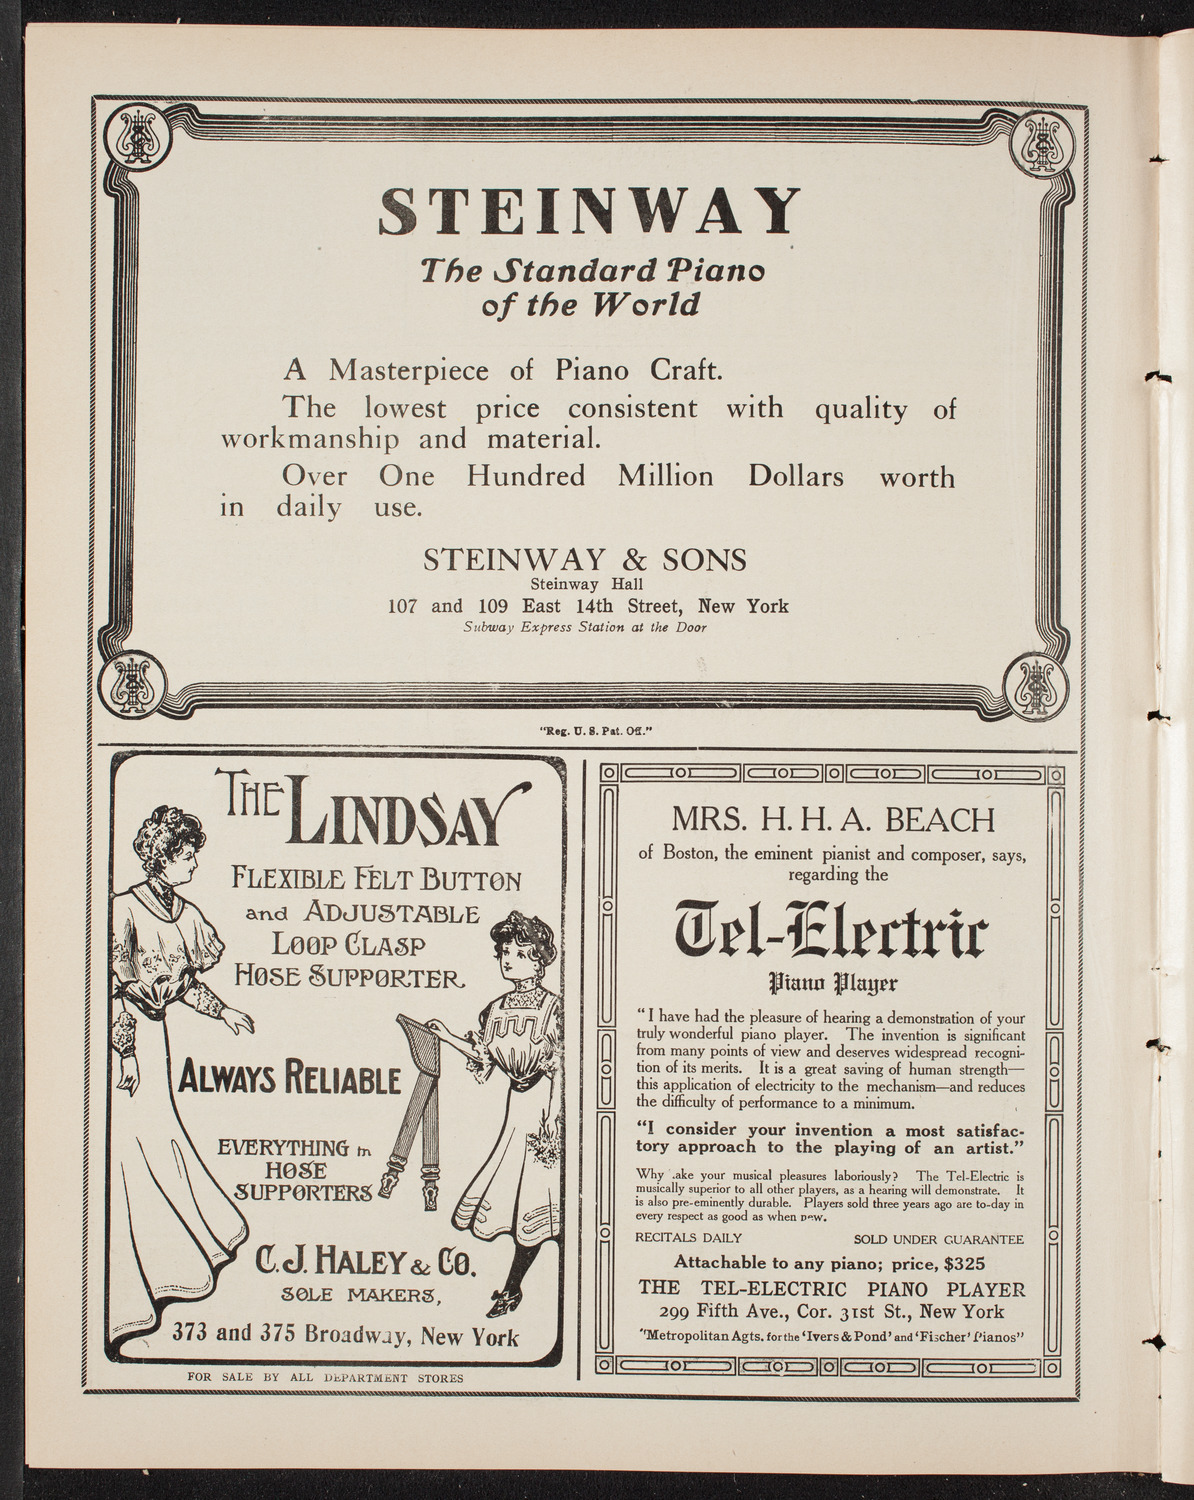 STEINWAY
The Standard Piano
of the World
A Masterpiece of Piano Craft.
The lowest price consistent with quality of
workmanship and material.
Over One Hundred Million Dollars worth
in daily use.
STEINWAY & SONS
Steinway Hall
107 and 109 East 14th Street, New York
Subway Express Station at the Door
"Reg. U. S. Pat. Off."
THE LINDSAY
FLEXIBLE FELT BUTTON
and ADJUSTABLE
LOOP CLASP
HOSE SUPPORTER
ALWAYS RELIABLE
EVERYTHING in
HOSE
SUPPORTERS
C. J. HALEY & CO.
SOLE MAKERS,
373 and 375 Broadway, New York
FOR SALE BY ALL DEPARTMENT STORES
MRS. H. H. A. BEACH
of Boston, the eminent pianist and composer, says,
regarding the
Tel-Electric
Piano Player
"I have had the pleasure of hearing a demonstration of your
truly wonderful piano player. The invention is significant
from many points of view and deserves widespread recogni-
tion of its merits. It is a great saving of human strength—
this application of electricity to the mechanism—and reduces
the difficulty of performance to a minimum.
"I consider your invention a most satisfac-
tory approach to the playing of an artist."
Why ake your musical pleasures laboriously? The Tel-Electric is
musically superior to all other players, as a hearing will demonstrate. It
is also pre-eminently durable. Players sold three years ago are to-day in
every respect as good as when new.
RECITALS DAILY SOLD UNDER GUARANTEE
Attachable to any piano; price, $325
THE TEL-ELECTRIC PIANO PLAYER
299 Fifth Ave., Cor. 31st St., New York
"Metropolitan Agts. for the 'Ivers & Pond' and 'Fischer' Pianos"